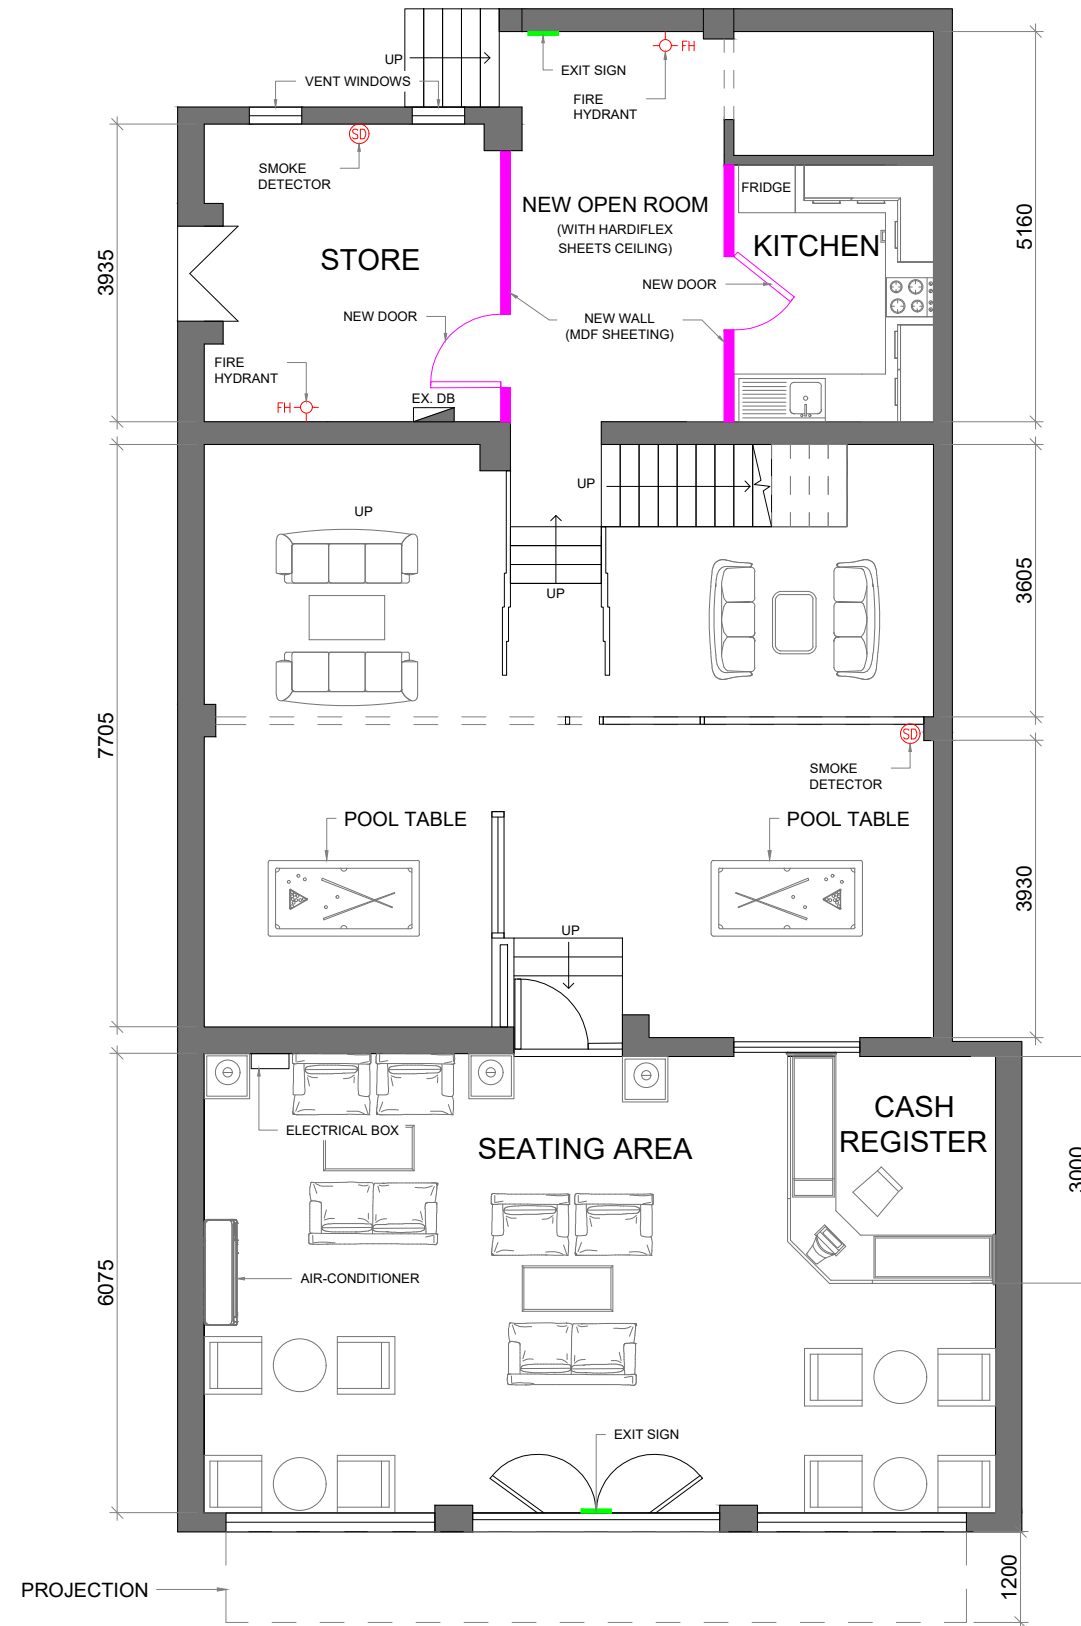 UP
EXIT SIGN
FH
VENT WINDOWS
FIRE
HYDRANT
SD
SMOKE
DETECTOR
FRIDGE
NEW OPEN ROOM
(WITH HARDIFLEX
SHEETS CEILING)
KITCHEN
STORE
5160
3935
NEW DOOR
NEW DOOR
NEW WALL
(MDF SHEETING)
FIRE
HYDRANT
FH
EX. DB
UP
UP
UP
3605
7705
SD
SMOKE
DETECTOR
POOL TABLE
POOL TABLE
3930
UP
CASH
REGISTER
ELECTRICAL BOX
SEATING AREA
3000
AIR-CONDITIONER
6075
EXIT SIGN
PROJECTION
1200